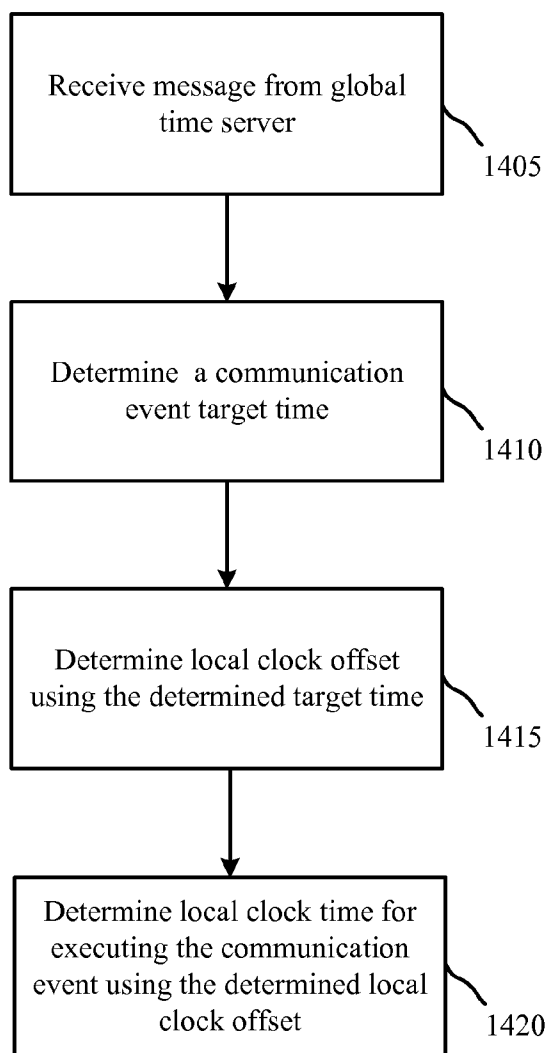 Receive message from global
time server
1405
Determine a communication
event target time
1410
Determine local clock offset
using the determined target time
1415
Determine local clock time for
executing the communication
event using the determined local
clock offset
1420